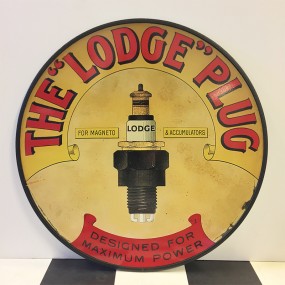 THE "LODGE" PLUG
FOR MAGNETO
LODGE
& ACCUMULATORS
DESIGNED FOR
MAXIMUM POWER